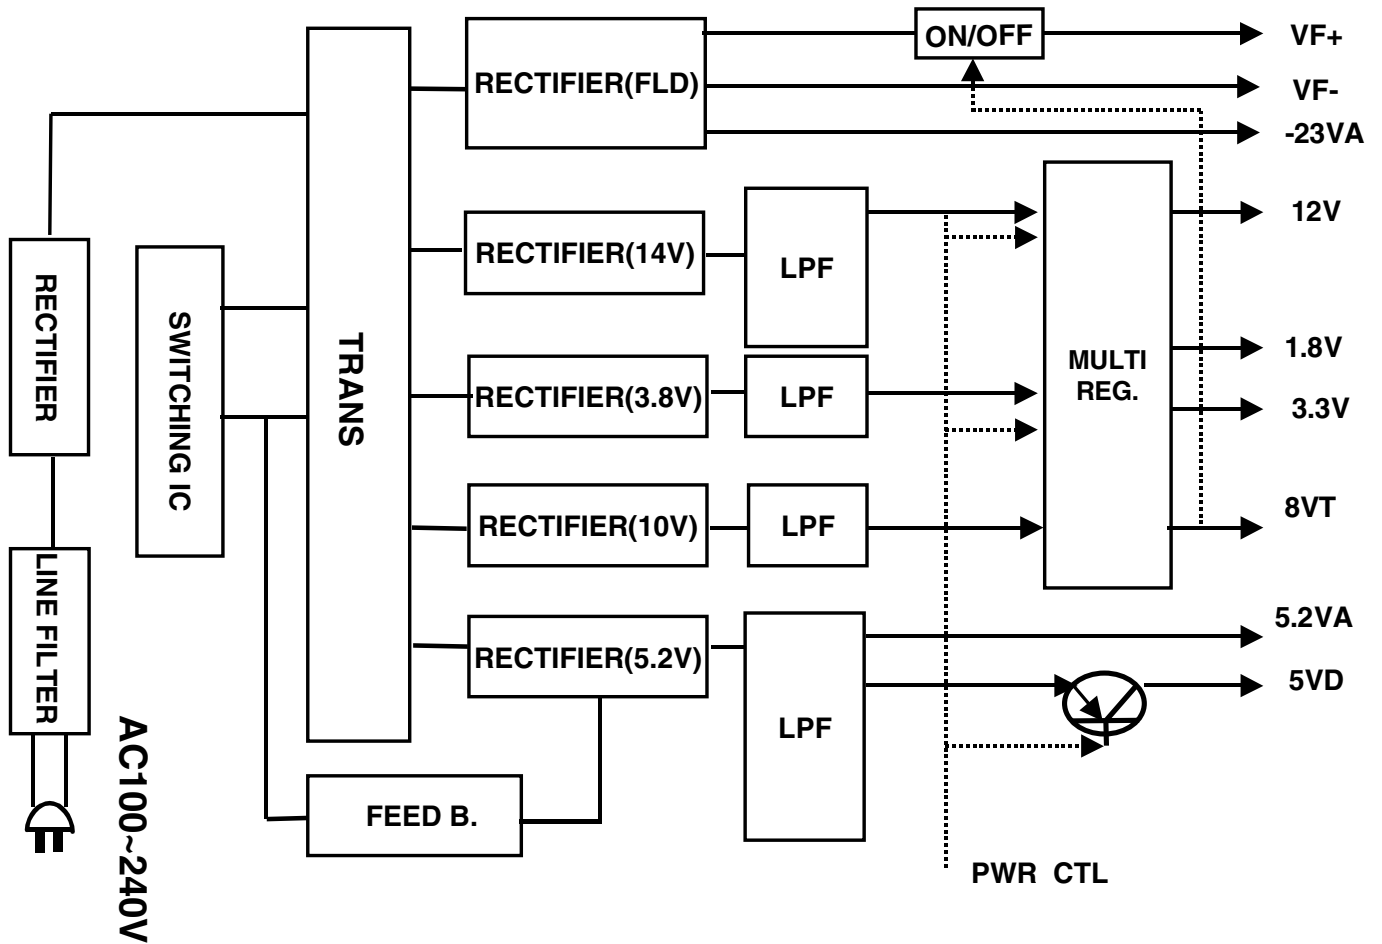 ON/OFF
VF+
RECTIFIER(FLD)
VF-
-23VA
RECTIFIER(14V)
LPF
12V
RECTIFIER
SWITCHING IC
TRANS
MULTI
REG.
1.8V
RECTIFIER(3.8V)
LPF
3.3V
RECTIFIER(10V)
LPF
8VT
LINE FILTER
5.2VA
RECTIFIER(5.2V)
LPF
5VD
AC100~240V
FEED B.
PWR CTL